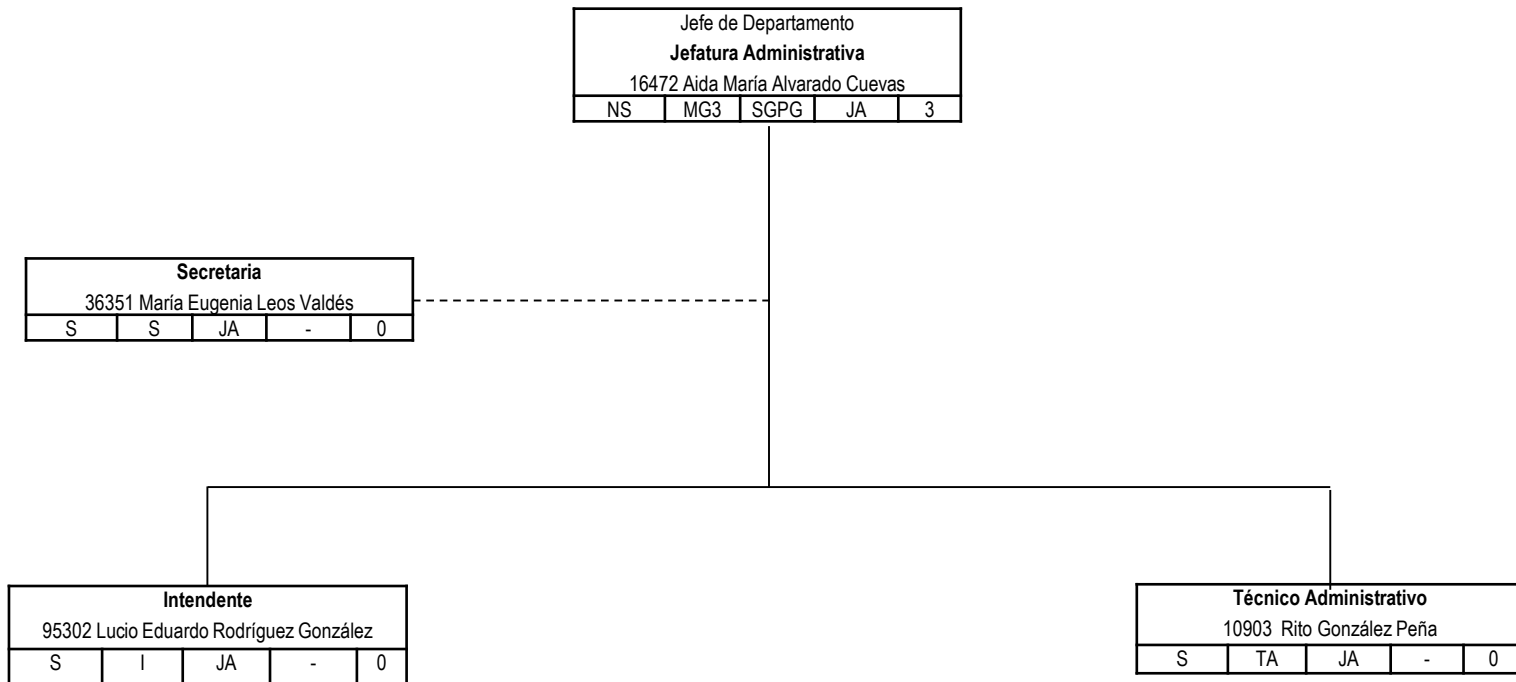 Jefe de Departamento
Jefatura Administrativa
16472 Aida María Alvarado Cuevas
NS MG3 SGPG JA 3
Secretaria
36351 María Eugenia Leos Valdés
S S JA - 0
Intendente
95302 Lucio Eduardo Rodríguez González
S I JA - 0
Técnico Administrativo
10903 Rito González Peña
S TA JA - 0